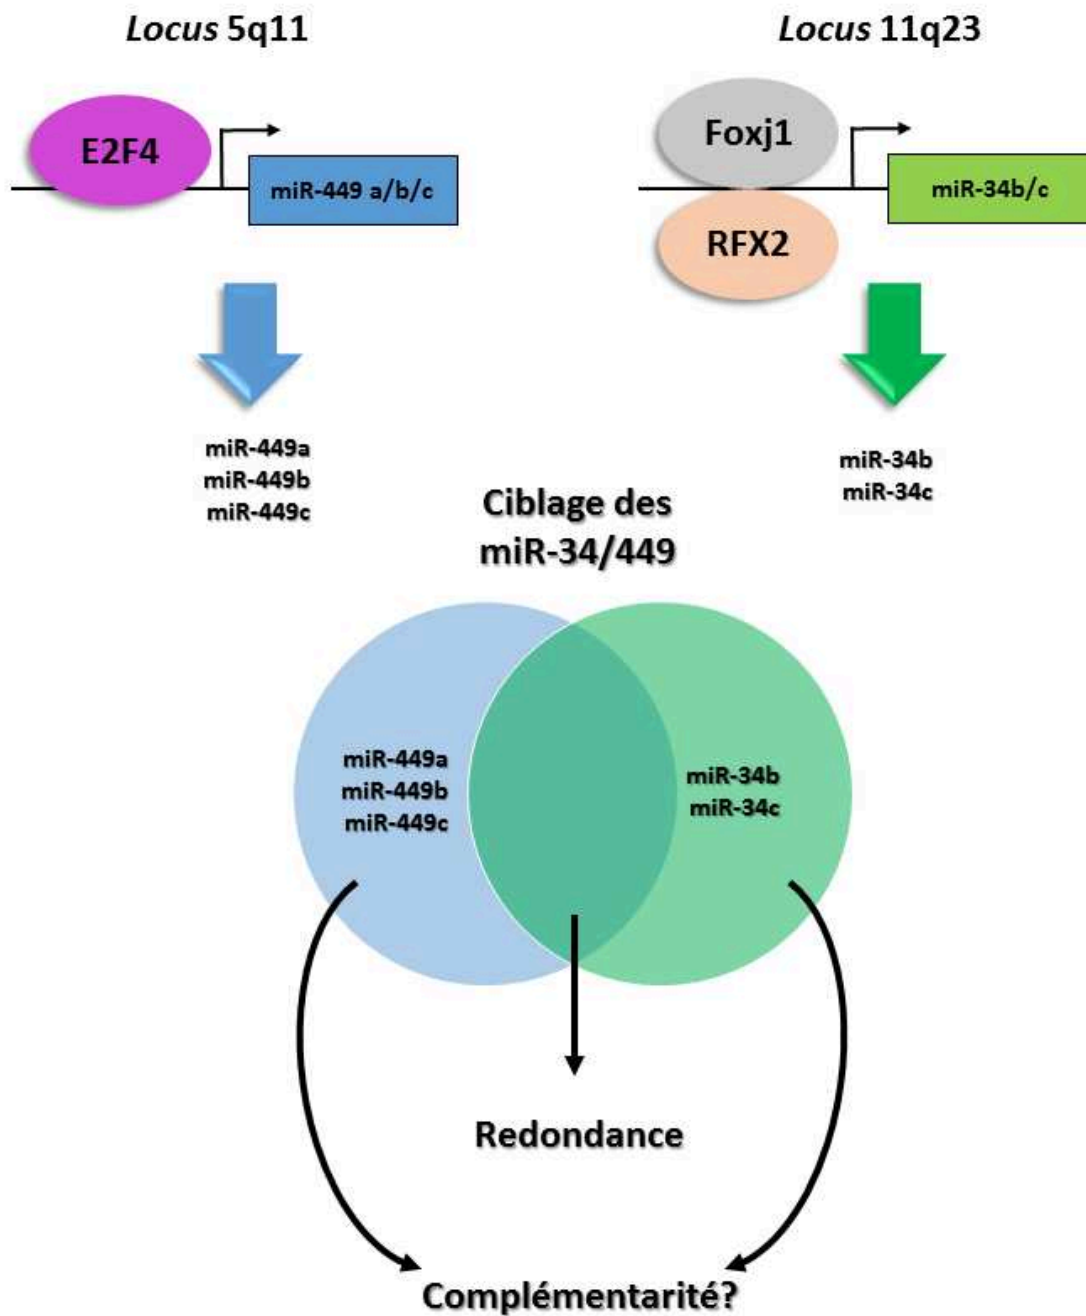 Locus 5q11
Locus 11q23
E2F4
miR-449 a/b/c
Foxj1
RFX2
miR-34b/c
miR-449a
miR-449b
miR-449c
miR-34b
miR-34c
Ciblage des
miR-34/449
miR-449a
miR-449b
miR-449c
miR-34b
miR-34c
Redondance
Complémentarité?